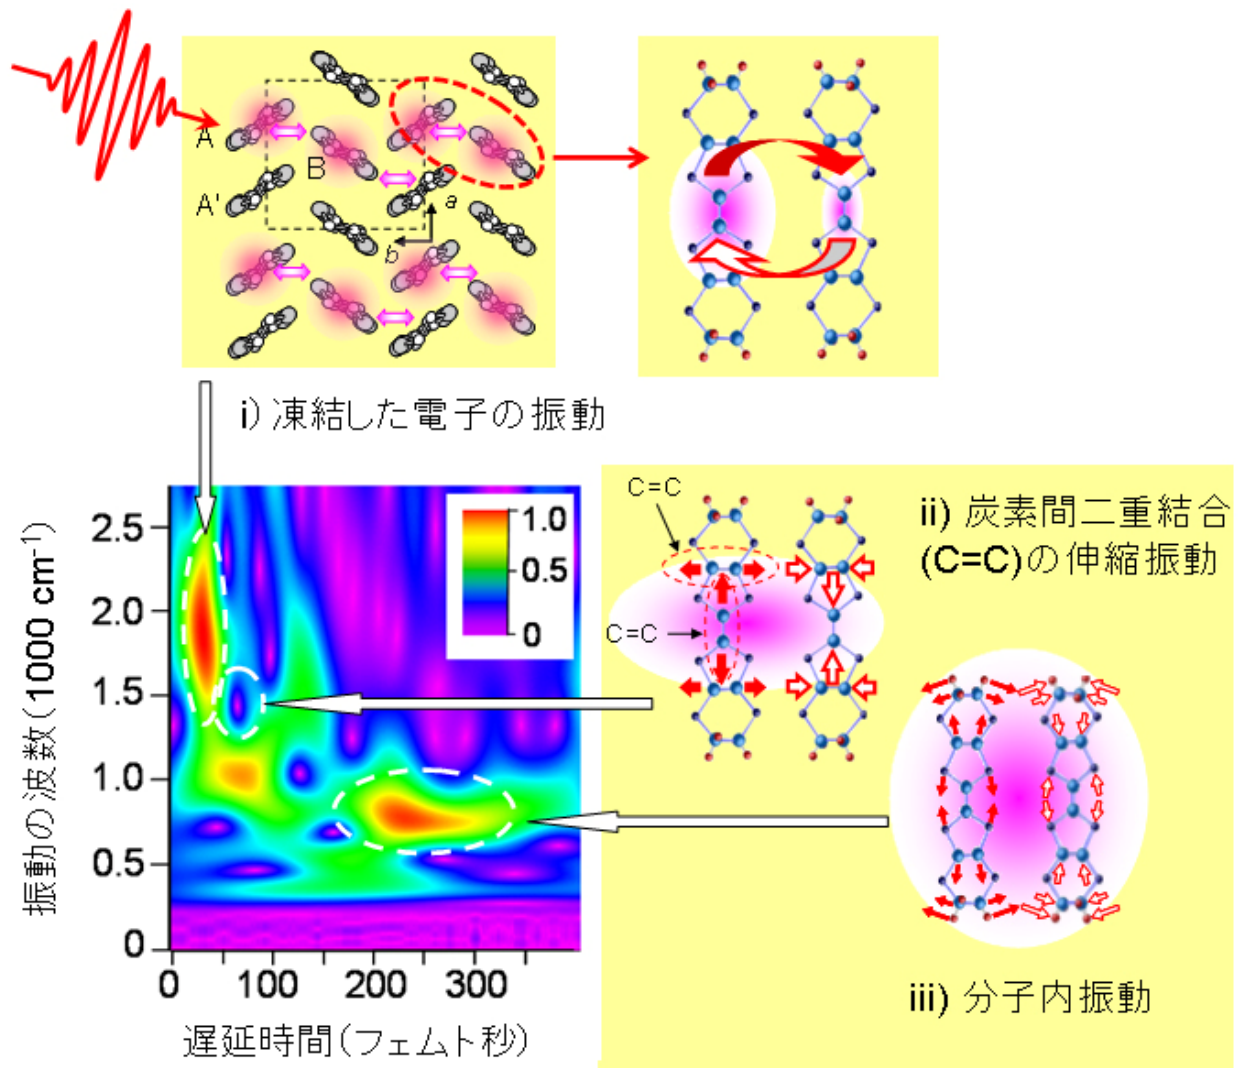 A
B
A'
a
b
i) 凍結した電子の振動
C=C
C=C
ii) 炭素間二重結合
(C=C)の伸縮振動
iii) 分子内振動
1.0
0.5
0
振動の波数(1000 cm⁻¹)
2.5
2.0
1.5
1.0
0.5
0
0 100 200 300
遅延時間(フェムト秒)